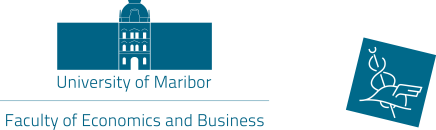 University of Maribor
Faculty of Economics and Business